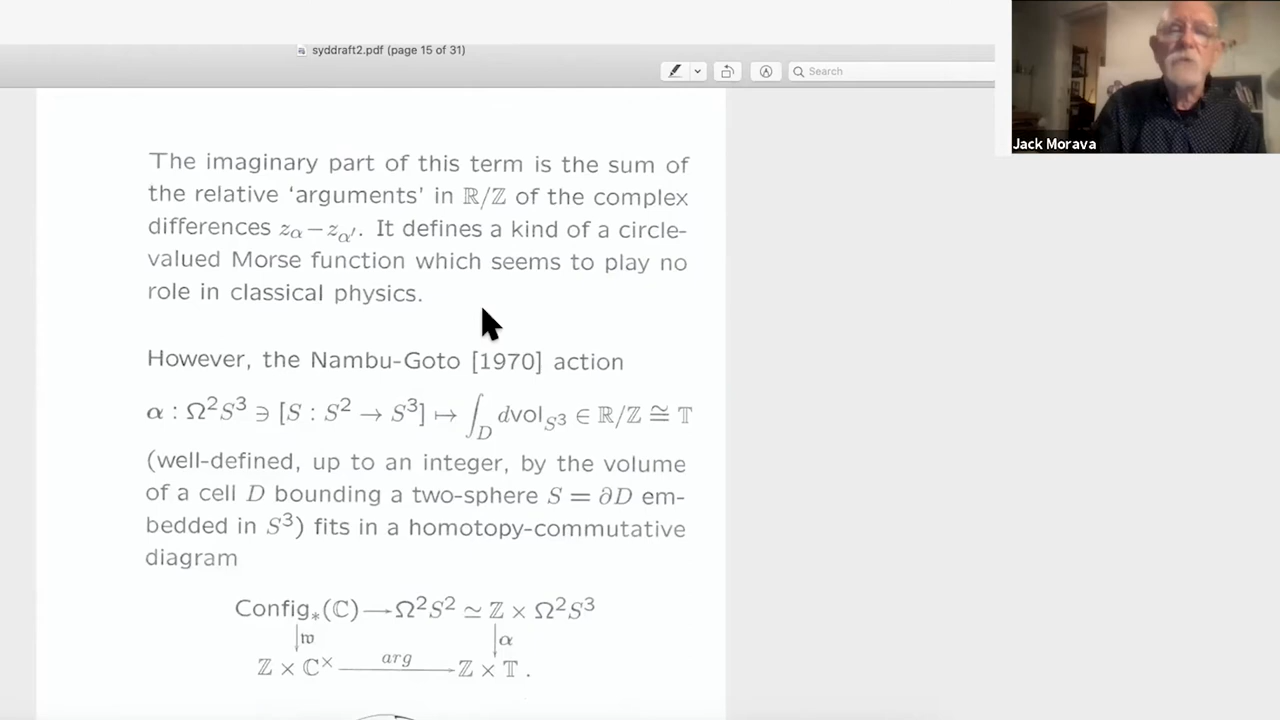 syddraft2.pdf (page 15 of 31)
Search
Jack Morava
The imaginary part of this term is the sum of
the relative ‘arguments’ in ℝ/ℤ of the complex
differences z_α − z_α′. It defines a kind of a circle-
valued Morse function which seems to play no
role in classical physics.
However, the Nambu-Goto [1970] action
α : Ω²S³ ∋ [S : S² → S³] ↦ ∫_D dvol_S³ ∈ ℝ/ℤ ≅ 𝕋
(well-defined, up to an integer, by the volume
of a cell D bounding a two-sphere S = ∂D em-
bedded in S³) fits in a homotopy-commutative
diagram
Config_*(ℂ) ⟶ Ω²S² ≃ ℤ × Ω²S³
↓𝔴 ↓α
ℤ × ℂ^× —arg→ ℤ × 𝕋 .